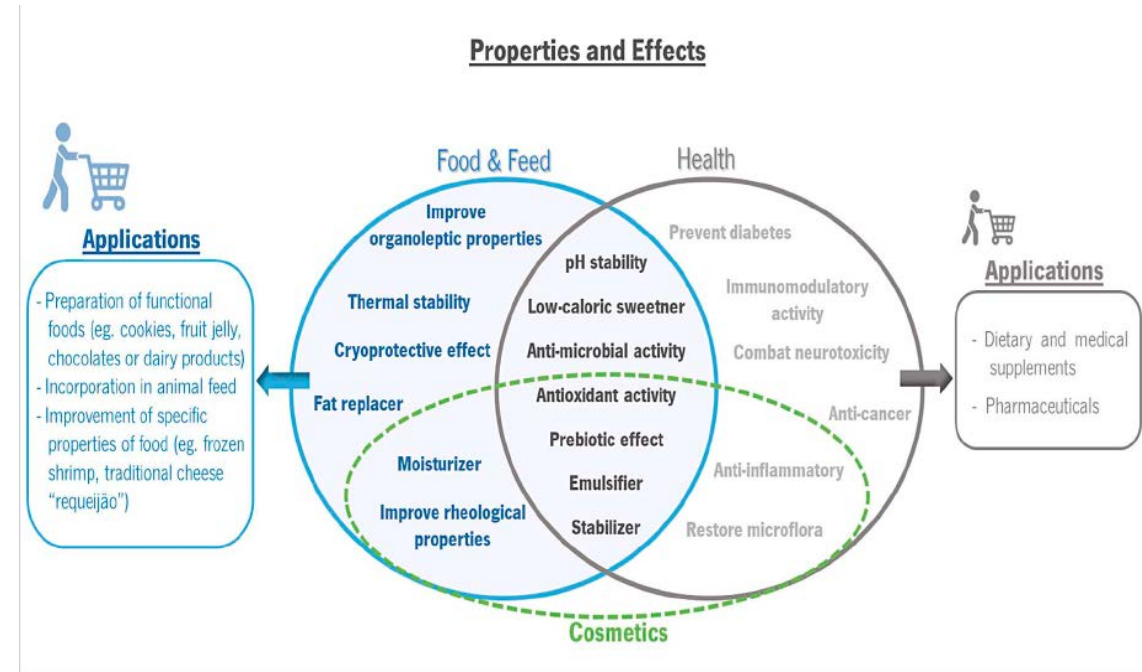 Properties and Effects
Food & Feed
Health
Applications
- Preparation of functional
foods (eg. cookies, fruit jelly,
chocolates or dairy products)
- Incorporation in animal feed
- Improvement of specific
properties of food (eg. frozen
shrimp, traditional cheese
“requeijão”)
Improve
organoleptic properties
Thermal stability
Cryoprotective effect
Fat replacer
Moisturizer
Improve rheological
properties
pH stability
Low-caloric sweetner
Anti-microbial activity
Antioxidant activity
Prebiotic effect
Emulsifier
Stabilizer
Prevent diabetes
Immunomodulatory
activity
Combat neurotoxicity
Anti-cancer
Anti-inflammatory
Restore microflora
Cosmetics
Applications
- Dietary and medical
supplements
- Pharmaceuticals